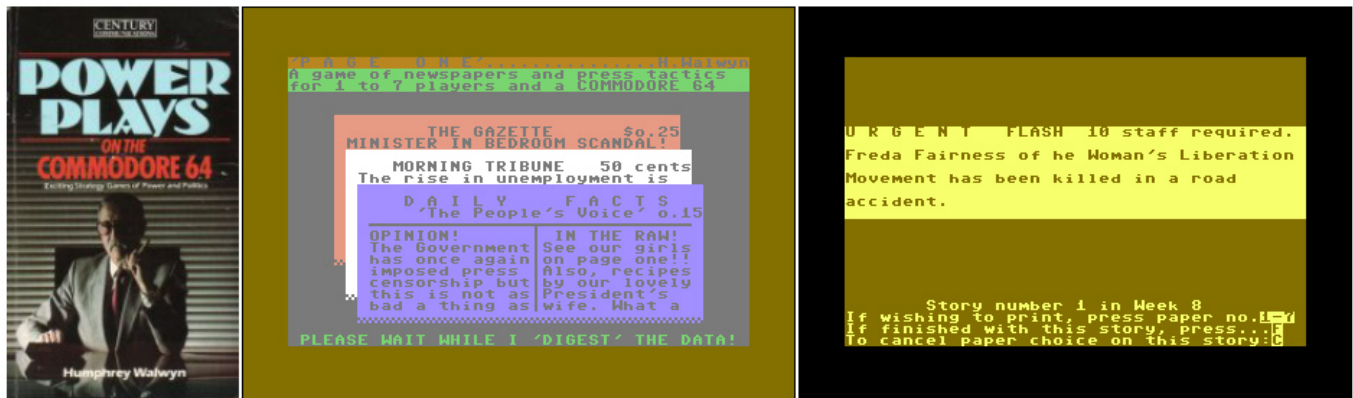 CENTURY
COMMUNICATIONS
POWER
PLAYS
ON THE
COMMODORE 64
Exciting Strategy Games of Power and Politics
Humphrey Walwyn
'P A G E   O N E'...............H.Walwyn
A game of newspapers and press tactics
for 1 to 7 players and a COMMODORE 64
THE GAZETTE $o.25
MINISTER IN BEDROOM SCANDAL!
MORNING TRIBUNE 50 cents
The rise in unemployment is
D A I L Y   F A C T S
'The People's Voice' o.15
OPINION!
The Government
has once again
imposed press
censorship but
this is not as
bad a thing as
IN THE RAW!
See our girls
on page one!!
Also, recipes
by our lovely
President's
wife. What a
PLEASE WAIT WHILE I 'DIGEST' THE DATA!
U R G E N T   FLASH 10 staff required.
Freda Fairness of he Woman's Liberation
Movement has been killed in a road
accident.
Story number 1 in Week 8
If wishing to print, press paper no.1-7
If finished with this story, press...F
To cancel paper choice on this story:C